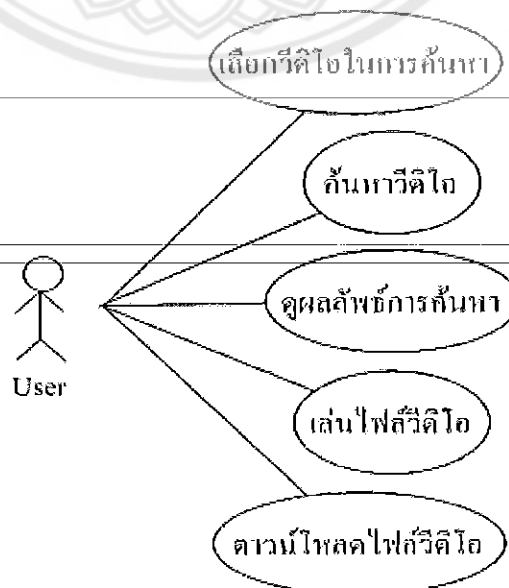 เลือกวีดิโอในการค้นหา
ค้นหาวีดิโอ
ดูผลลัพธ์การค้นหา
เล่นไฟล์วีดิโอ
User
ดาวน์โหลดไฟล์วีดิโอ